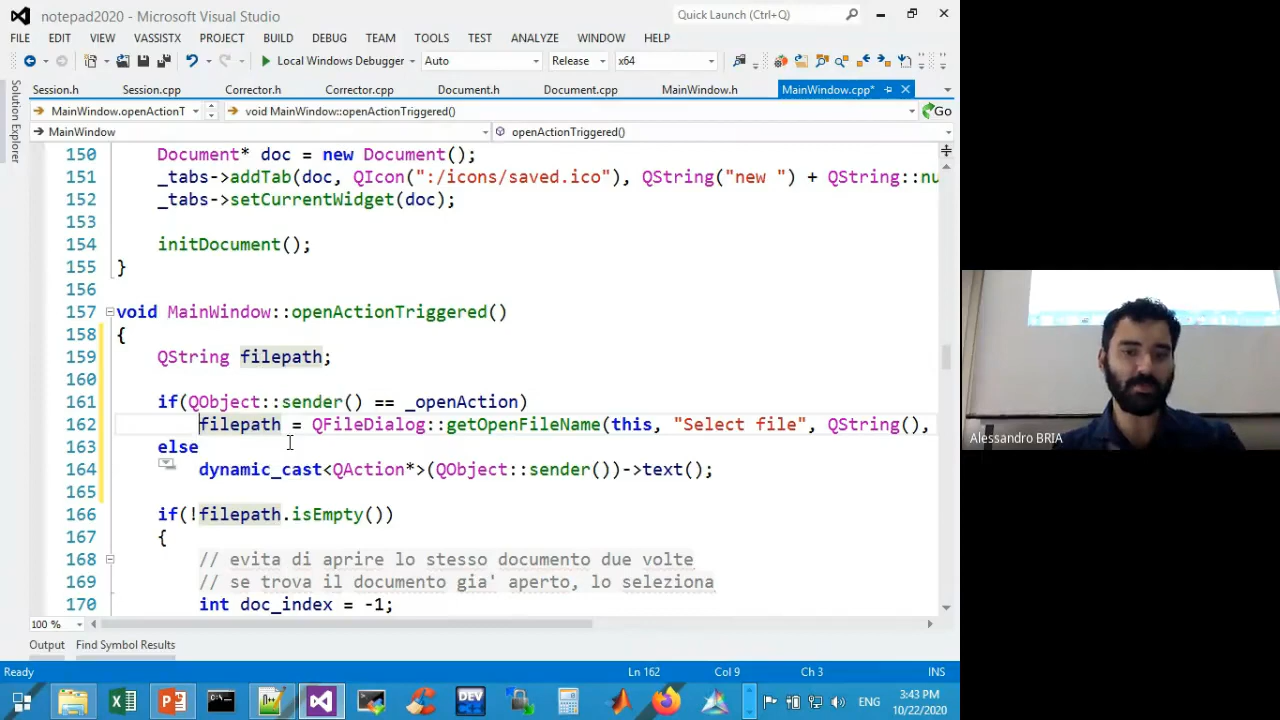 notepad2020 - Microsoft Visual Studio
Quick Launch (Ctrl+Q)
FILE EDIT VIEW VASSISTX PROJECT BUILD DEBUG TEAM TOOLS TEST ANALYZE WINDOW HELP
Local Windows Debugger Auto Release x64
Solution Explorer
Session.h Session.cpp Corrector.h Corrector.cpp Document.h Document.cpp MainWindow.h MainWindow.cpp*
MainWindow.openActionT void MainWindow::openActionTriggered() Go
MainWindow openActionTriggered()
150 Document* doc = new Document();
151 _tabs->addTab(doc, QIcon(":/icons/saved.ico"), QString("new ") + QString::nu
152 _tabs->setCurrentWidget(doc);
153
154 initDocument();
155 }
156
157 void MainWindow::openActionTriggered()
158 {
159 QString filepath;
160
161 if(QObject::sender() == _openAction)
162 filepath = QFileDialog::getOpenFileName(this, "Select file", QString(),
163 else
164 dynamic_cast<QAction*>(QObject::sender())->text();
165
166 if(!filepath.isEmpty())
167 {
168 // evita di aprire lo stesso documento due volte
169 // se trova il documento gia' aperto, lo seleziona
170 int doc_index = -1;
100 %
Output Find Symbol Results
Ready Ln 162 Col 9 Ch 3 INS
DEV
ENG
3:43 PM
10/22/2020
Alessandro BRIA